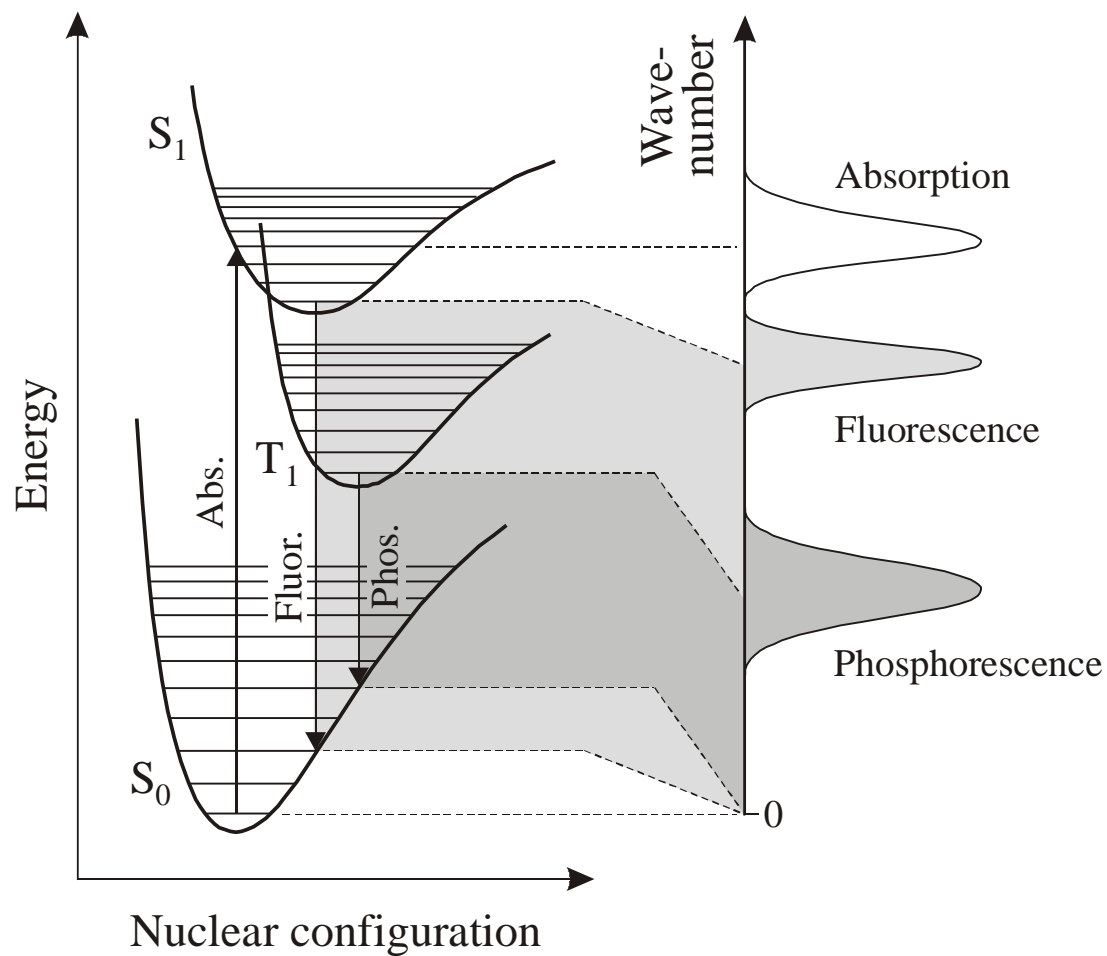 Energy
Nuclear configuration
S1
T1
S0
Abs.
Fluor.
Phos.
Wave-
number
Absorption
Fluorescence
Phosphorescence
0